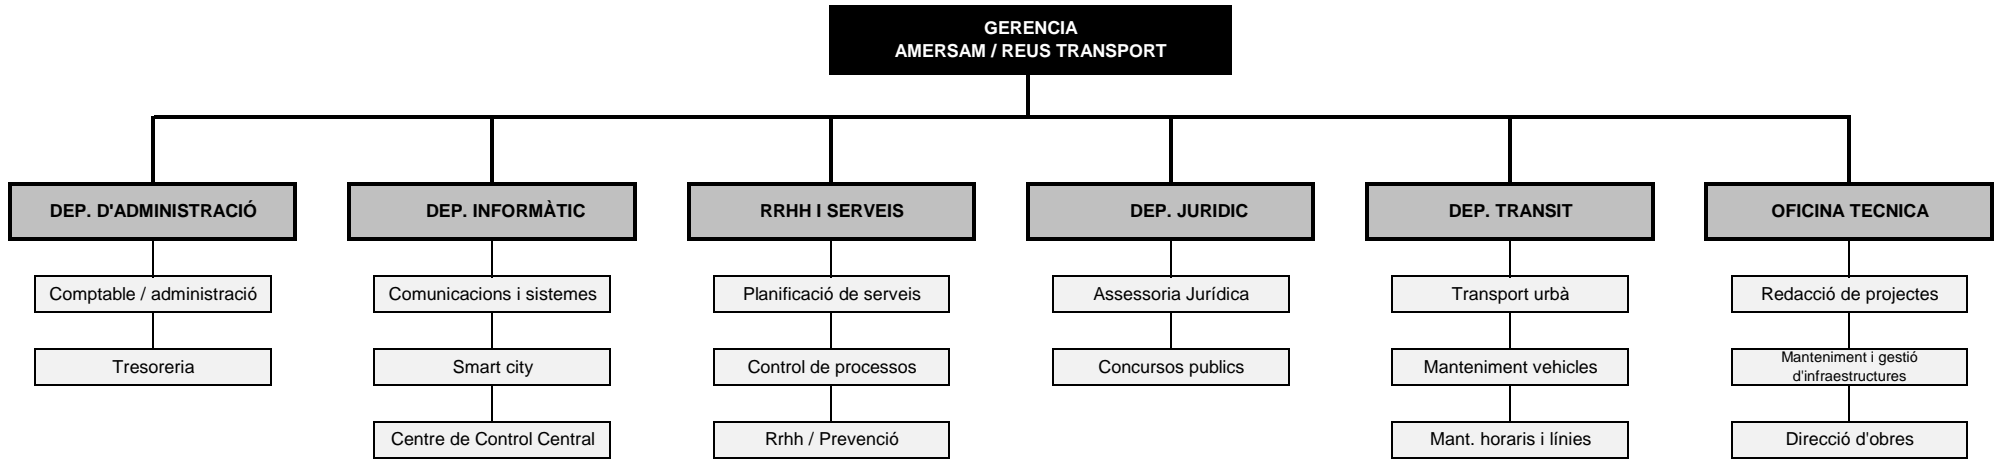 GERENCIA
AMERSAM / REUS TRANSPORT
DEP. D'ADMINISTRACIÓ
DEP. INFORMÀTIC
RRHH I SERVEIS
DEP. JURIDIC
DEP. TRANSIT
OFICINA TECNICA
Comptable / administració
Comunicacions i sistemes
Planificació de serveis
Assessoria Jurídica
Transport urbà
Redacció de projectes
Tresoreria
Smart city
Control de processos
Concursos publics
Manteniment vehicles
Manteniment i gestió
d'infraestructures
Centre de Control Central
Rrhh / Prevenció
Mant. horaris i línies
Direcció d'obres